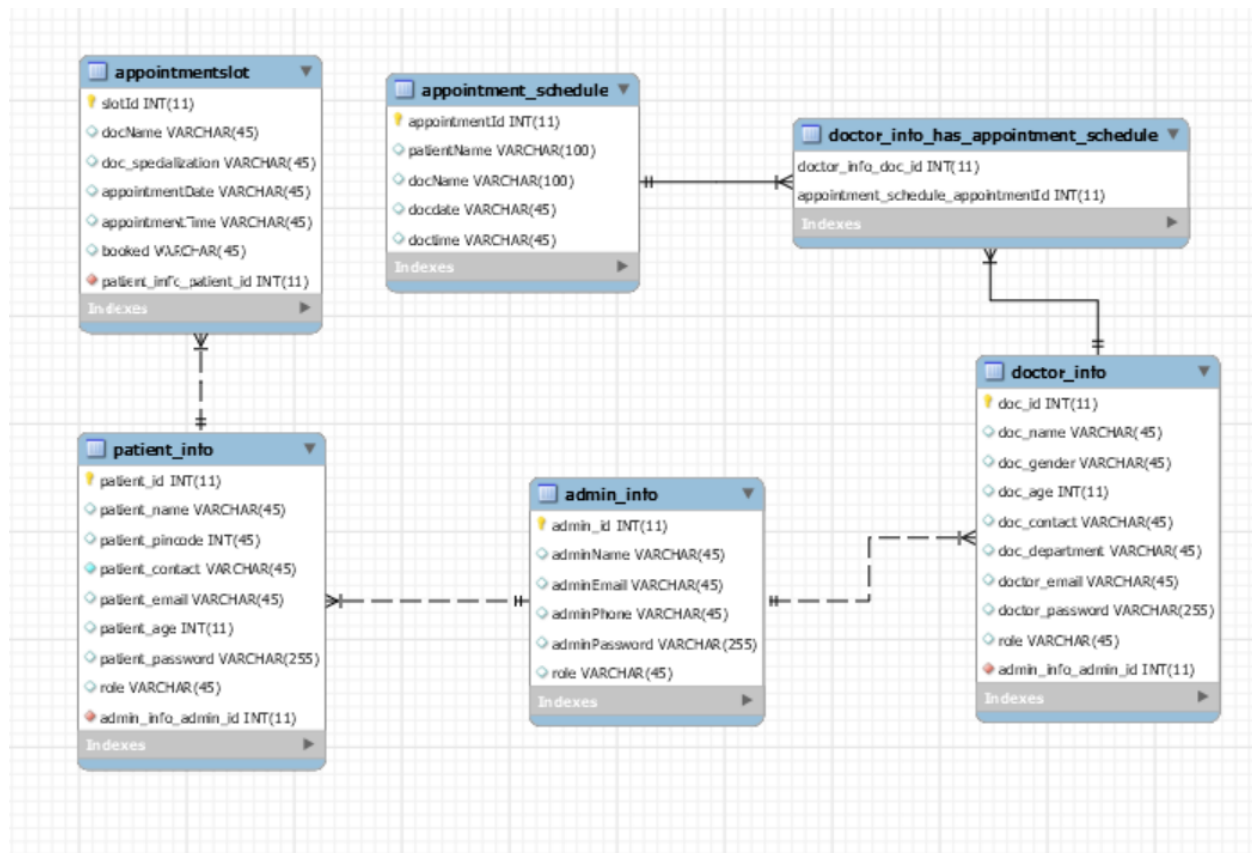 appointmentslot
slotId INT(11)
docName VARCHAR(45)
doc_spedalization VARCHAR(45)
appointmentDate VARCHAR(45)
appointmentTime VARCHAR(45)
booked VARCHAR(45)
patient_info_patient_id INT(11)
Indexes
appointment_schedule
appointmentId INT(11)
patientName VARCHAR(100)
docName VARCHAR(100)
docdate VARCHAR(45)
doctime VARCHAR(45)
Indexes
doctor_info_has_appointment_schedule
doctor_info_doc_id INT(11)
appointment_schedule_appointmentId INT(11)
Indexes
patient_info
patient_id INT(11)
patient_name VARCHAR(45)
patient_pincode INT(45)
patient_contact VARCHAR(45)
patient_email VARCHAR(45)
patient_age INT(11)
patient_password VARCHAR(255)
role VARCHAR(45)
admin_info_admin_id INT(11)
Indexes
admin_info
admin_id INT(11)
adminName VARCHAR(45)
adminEmail VARCHAR(45)
adminPhone VARCHAR(45)
adminPassword VARCHAR(255)
role VARCHAR(45)
Indexes
doctor_info
doc_id INT(11)
doc_name VARCHAR(45)
doc_gender VARCHAR(45)
doc_age INT(11)
doc_contact VARCHAR(45)
doc_department VARCHAR(45)
doctor_email VARCHAR(45)
doctor_password VARCHAR(255)
role VARCHAR(45)
admin_info_admin_id INT(11)
Indexes